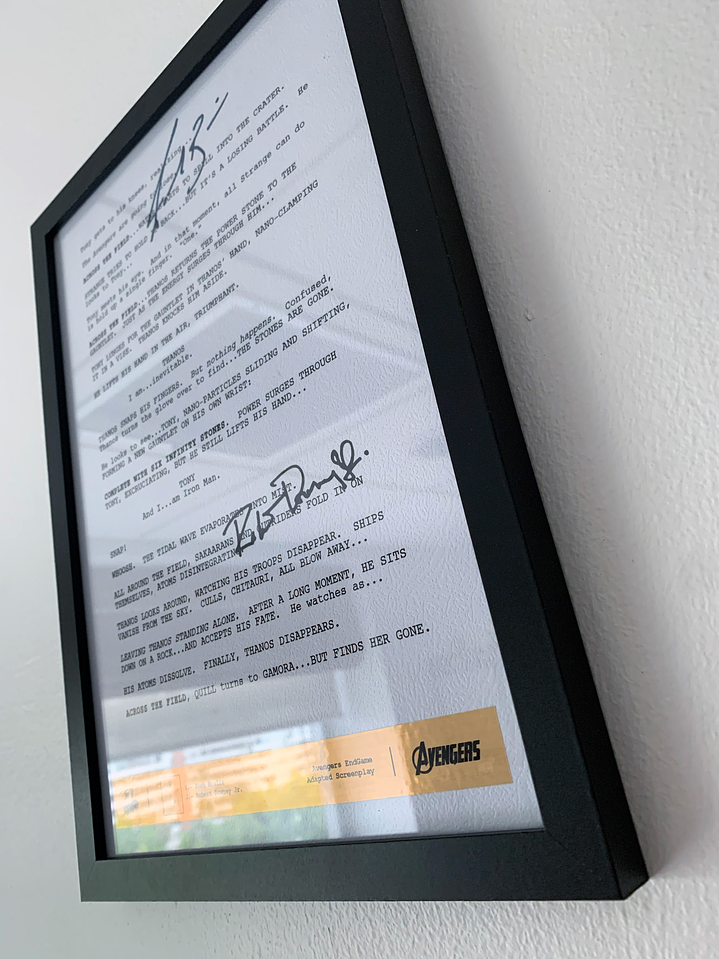 Tony gets to his knees,
The Avengers are going
ACROSS THE FIELD... TO SPILL INTO THE CRATER.
STRANGE TRIES TO HOLD BACK...BUT IT'S A LOSING BATTLE. He
looks to Tony...
Tony meets his eye. And in that moment, all Strange can do
is hold up a single finger. "One."
ACROSS THE FIELD...THANOS RETURNS THE POWER STONE TO THE
GAUNTLET. JUST AS THE ENERGY SURGES THROUGH HIM...
TONY LUNGES FOR THE GAUNTLET IN THANOS' HAND, NANO-CLAMPING
IT IN A VISE. THANOS KNOCKS HIM ASIDE.
HE LIFTS HIS HAND IN THE AIR, TRIUMPHANT.
THANOS
I am...inevitable.
THANOS SNAPS HIS FINGERS. But nothing happens. Confused,
Thanos turns the glove over to find...THE STONES ARE GONE.
He looks to see...TONY, NANO-PARTICLES SLIDING AND SHIFTING,
FORMING A NEW GAUNTLET ON HIS OWN WRIST:
COMPLETE WITH SIX INFINITY STONES. POWER SURGES THROUGH
TONY, EXCRUCIATING, BUT HE STILL LIFTS HIS HAND...
TONY
And I...am Iron Man.
SNAP!
WHOOSH. THE TIDAL WAVE EVAPORATES INTO MIST.
ALL AROUND THE FIELD, SAKAARANS AND OUTRIDERS FOLD IN ON
THEMSELVES, ATOMS DISINTEGRATING
THANOS LOOKS AROUND, WATCHING HIS TROOPS DISAPPEAR. SHIPS
VANISH FROM THE SKY. CULLS, CHITAURI, ALL BLOW AWAY...
LEAVING THANOS STANDING ALONE. AFTER A LONG MOMENT, HE SITS
DOWN ON A ROCK...AND ACCEPTS HIS FATE. He watches as...
HIS ATOMS DISSOLVE. FINALLY, THANOS DISAPPEARS.
ACROSS THE FIELD, QUILL turns to GAMORA...BUT FINDS HER GONE.
Robert Downey Jr.
Avengers EndGame
Adapted Screenplay
AVENGERS